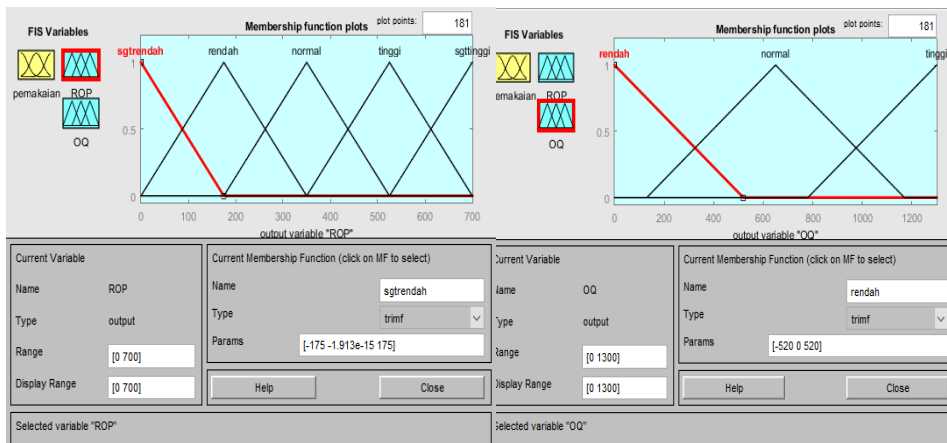 FIS Variables
Membership function plots
plot points:
181
pemakaian
ROP
OQ
sgtrendah
rendah
normal
tinggi
sgttinggi
1
0.5
0
0
100
200
300
400
500
600
700
output variable "ROP"
Current Variable
Name
ROP
Type
output
Range
[0 700]
Display Range
[0 700]
Current Membership Function (click on MF to select)
Name
sgtrendah
Type
trimf
Params
[-175 -1.913e-15 175]
Help
Close
Selected variable "ROP"
FIS Variables
Membership function plots
plot points:
181
emakaian
ROP
OQ
rendah
normal
tinggi
1
0.5
0
0
200
400
600
800
1000
1200
output variable "OQ"
Current Variable
Name
OQ
Type
output
Range
[0 1300]
Display Range
[0 1300]
Current Membership Function (click on MF to select)
Name
rendah
Type
trimf
Params
[-520 0 520]
Help
Close
Selected variable "OQ"